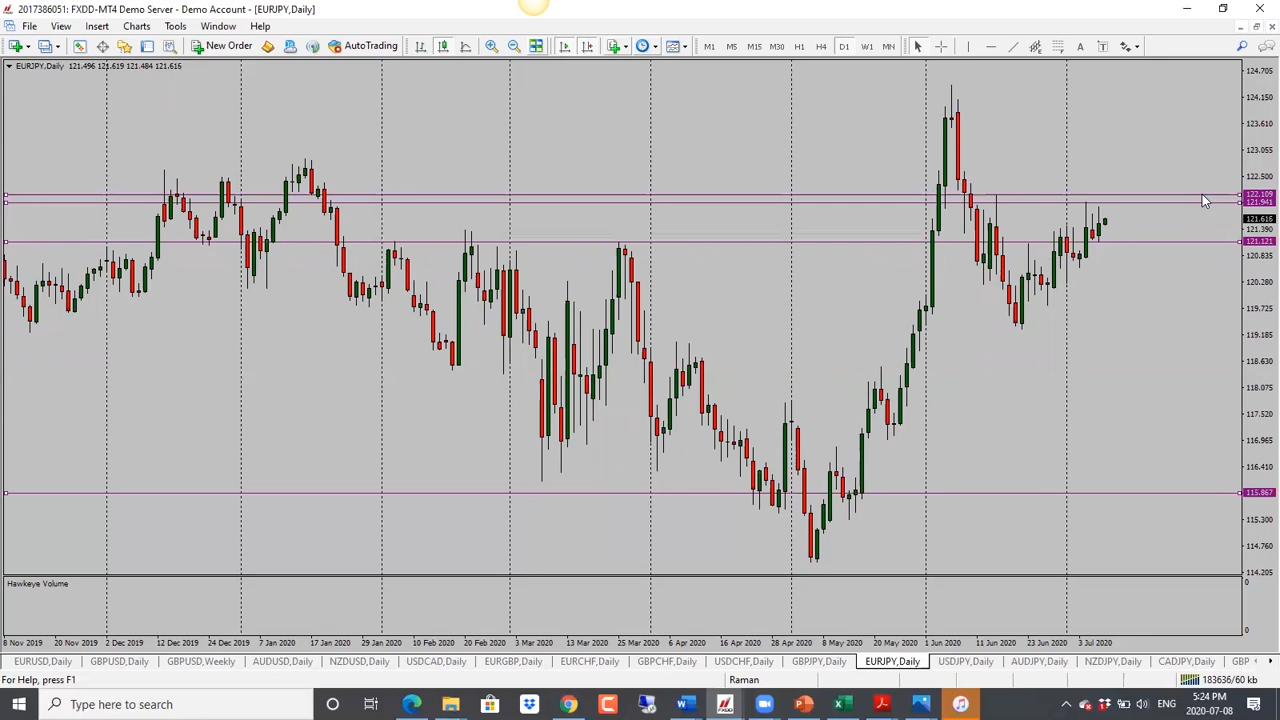 2017386051: FXDD-MT4 Demo Server - Demo Account - [EURJPY,Daily]
File View Insert Charts Tools Window Help
New Order AutoTrading M1 M5 M15 M30 H1 H4 D1 W1 MN
EURJPY,Daily 121.496 121.619 121.484 121.616
124.705
124.150
123.610
123.055
122.500
122.109
121.941
121.616
121.390
121.121
120.835
120.280
119.725
119.185
118.630
118.075
117.520
116.965
116.410
115.867
115.300
114.760
114.205
Hawkeye Volume
0
0
8 Nov 2019 20 Nov 2019 2 Dec 2019 12 Dec 2019 24 Dec 2019 7 Jan 2020 17 Jan 2020 29 Jan 2020 10 Feb 2020 20 Feb 2020 3 Mar 2020 13 Mar 2020 25 Mar 2020 6 Apr 2020 16 Apr 2020 28 Apr 2020 8 May 2020 20 May 2020 1 Jun 2020 11 Jun 2020 23 Jun 2020 3 Jul 2020
EURUSD,Daily GBPUSD,Daily GBPUSD,Weekly AUDUSD,Daily NZDUSD,Daily USDCAD,Daily EURGBP,Daily EURCHF,Daily GBPCHF,Daily USDCHF,Daily GBPJPY,Daily EURJPY,Daily USDJPY,Daily AUDJPY,Daily NZDJPY,Daily CADJPY,Daily GBP
For Help, press F1 Raman 183636/60 kb
Type here to search
ENG
5:24 PM
2020-07-08